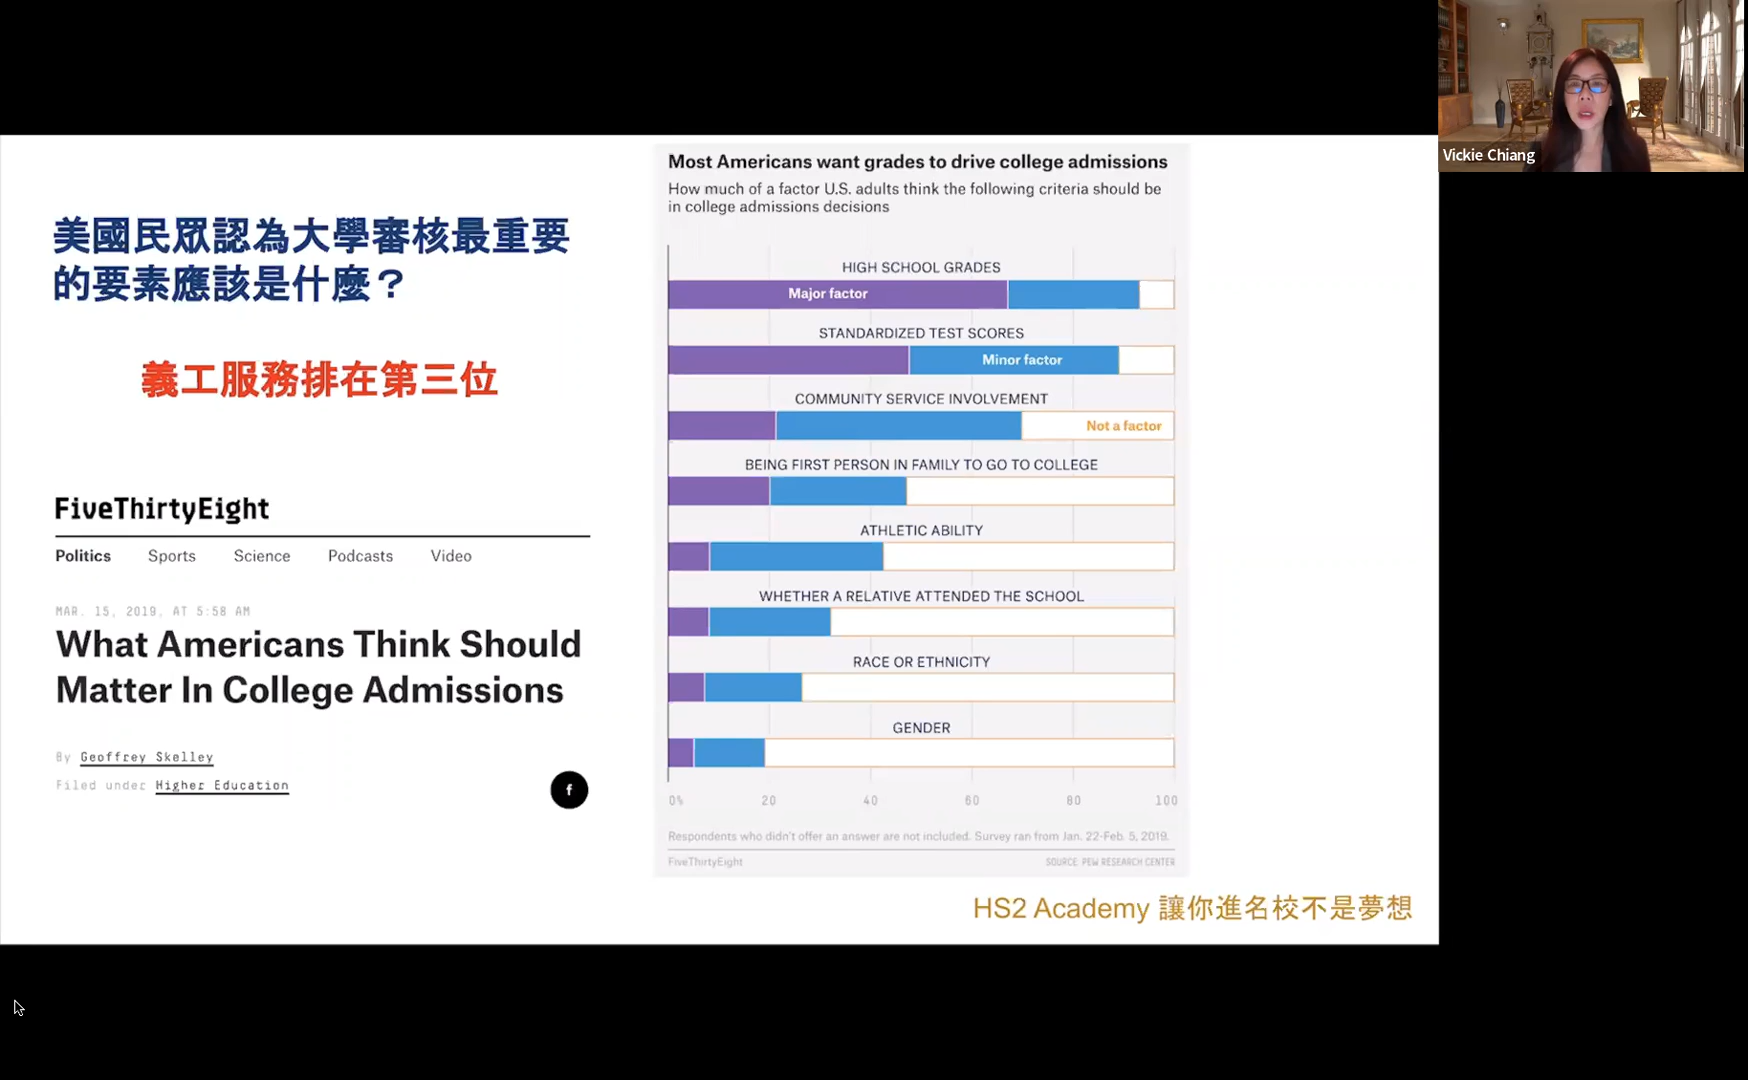 Vickie Chiang
美國民眾認為大學審核最重要
的要素應該是什麼？
義工服務排在第三位
FiveThirtyEight
Politics Sports Science Podcasts Video
MAR. 15, 2019, AT 5:58 AM
What Americans Think Should
Matter In College Admissions
By Geoffrey Skelley
Filed under Higher Education
f
Most Americans want grades to drive college admissions
How much of a factor U.S. adults think the following criteria should be
in college admissions decisions
HIGH SCHOOL GRADES
Major factor
STANDARDIZED TEST SCORES
Minor factor
COMMUNITY SERVICE INVOLVEMENT
Not a factor
BEING FIRST PERSON IN FAMILY TO GO TO COLLEGE
ATHLETIC ABILITY
WHETHER A RELATIVE ATTENDED THE SCHOOL
RACE OR ETHNICITY
GENDER
0% 20 40 60 80 100
Respondents who didn't offer an answer are not included. Survey ran from Jan. 22-Feb. 5, 2019.
FiveThirtyEight SOURCE: PEW RESEARCH CENTER
HS2 Academy 讓你進名校不是夢想